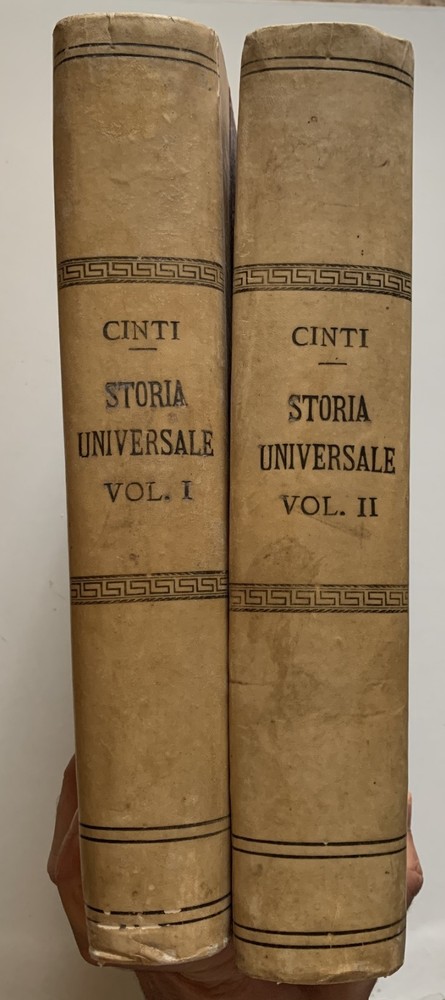 CINTI
STORIA
UNIVERSALE
VOL. I
CINTI
STORIA
UNIVERSALE
VOL. II